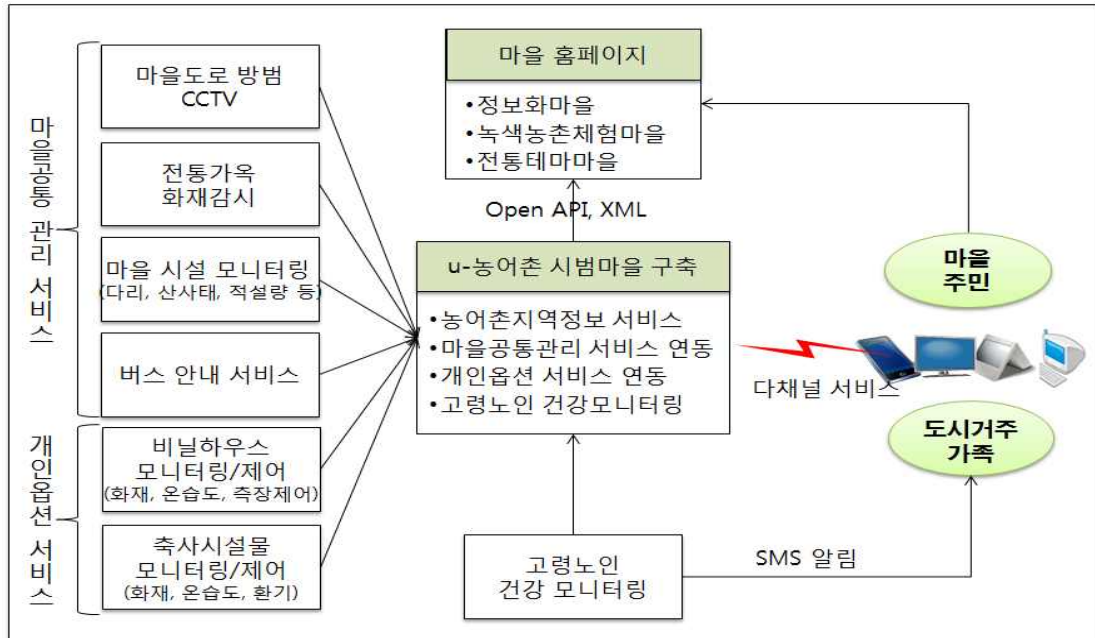 마을공통 관리 서비스
마을도로 방범
CCTV
전통가옥
화재감시
마을 시설 모니터링
(다리, 산사태, 적설량 등)
버스 안내 서비스
개인옵션 서비스
비닐하우스
모니터링/제어
(화재, 온습도, 측장제어)
축사시설물
모니터링/제어
(화재, 온습도, 환기)
마을 홈페이지
•정보화마을
•녹색농촌체험마을
•전통테마마을
Open API, XML
u-농어촌 시범마을 구축
•농어촌지역정보 서비스
•마을공통관리 서비스 연동
•개인옵션 서비스 연동
•고령노인 건강모니터링
고령노인
건강 모니터링
마을
주민
다채널 서비스
도시거주
가족
SMS 알림